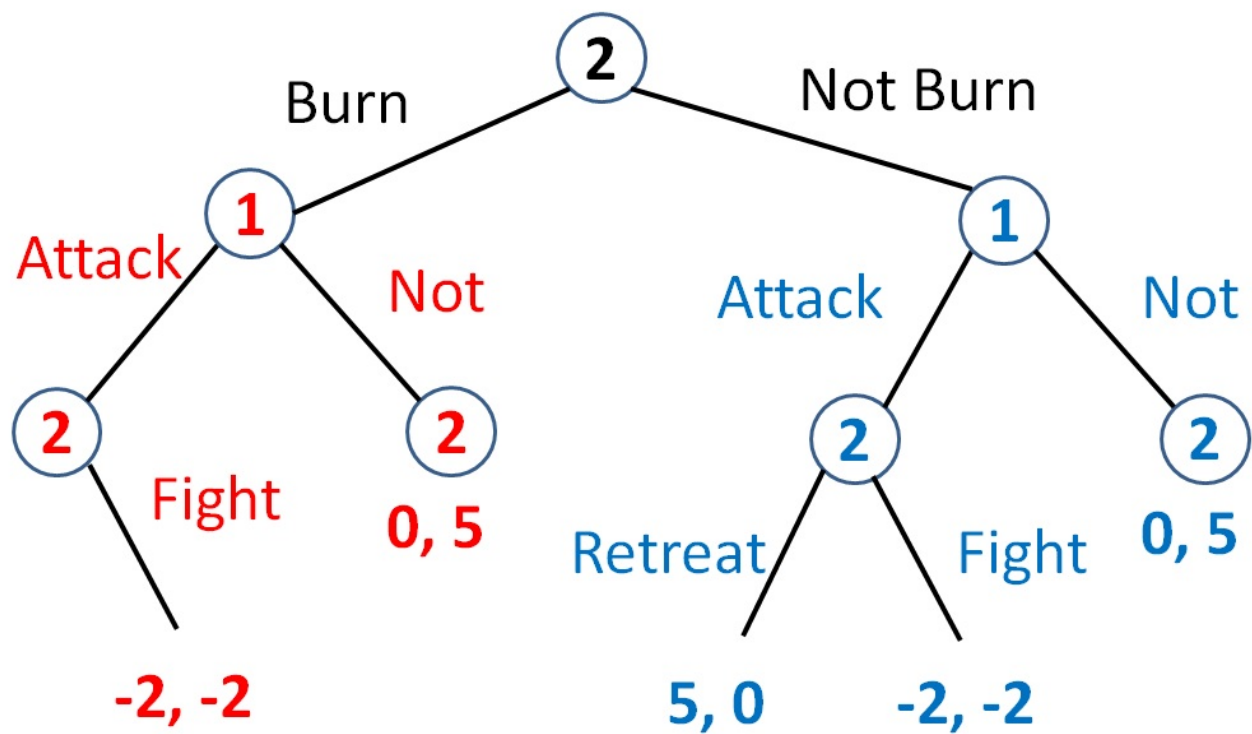 2
Burn
Not Burn
1
1
Attack
Not
Attack
Not
2
2
2
2
Fight
0, 5
Retreat
Fight
0, 5
-2, -2
5, 0
-2, -2